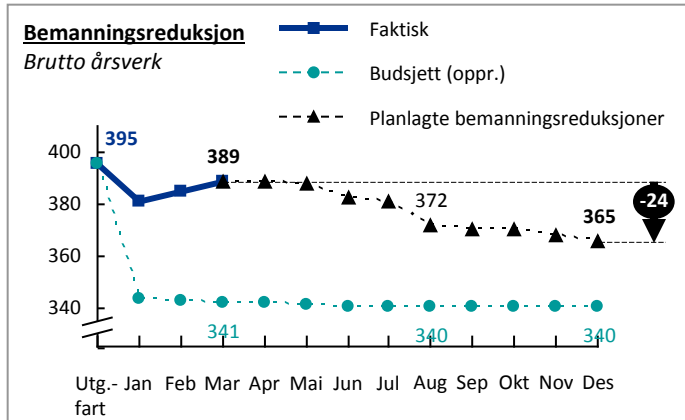 Bemanningsreduksjon
Brutto årsverk
Faktisk
Budsjett (oppr.)
Planlagte bemanningsreduksjoner
395
389
400
380
360
340
372
365
-24
341
340
340
Utg.- Jan Feb Mar Apr Mai Jun Jul Aug Sep Okt Nov Des
fart